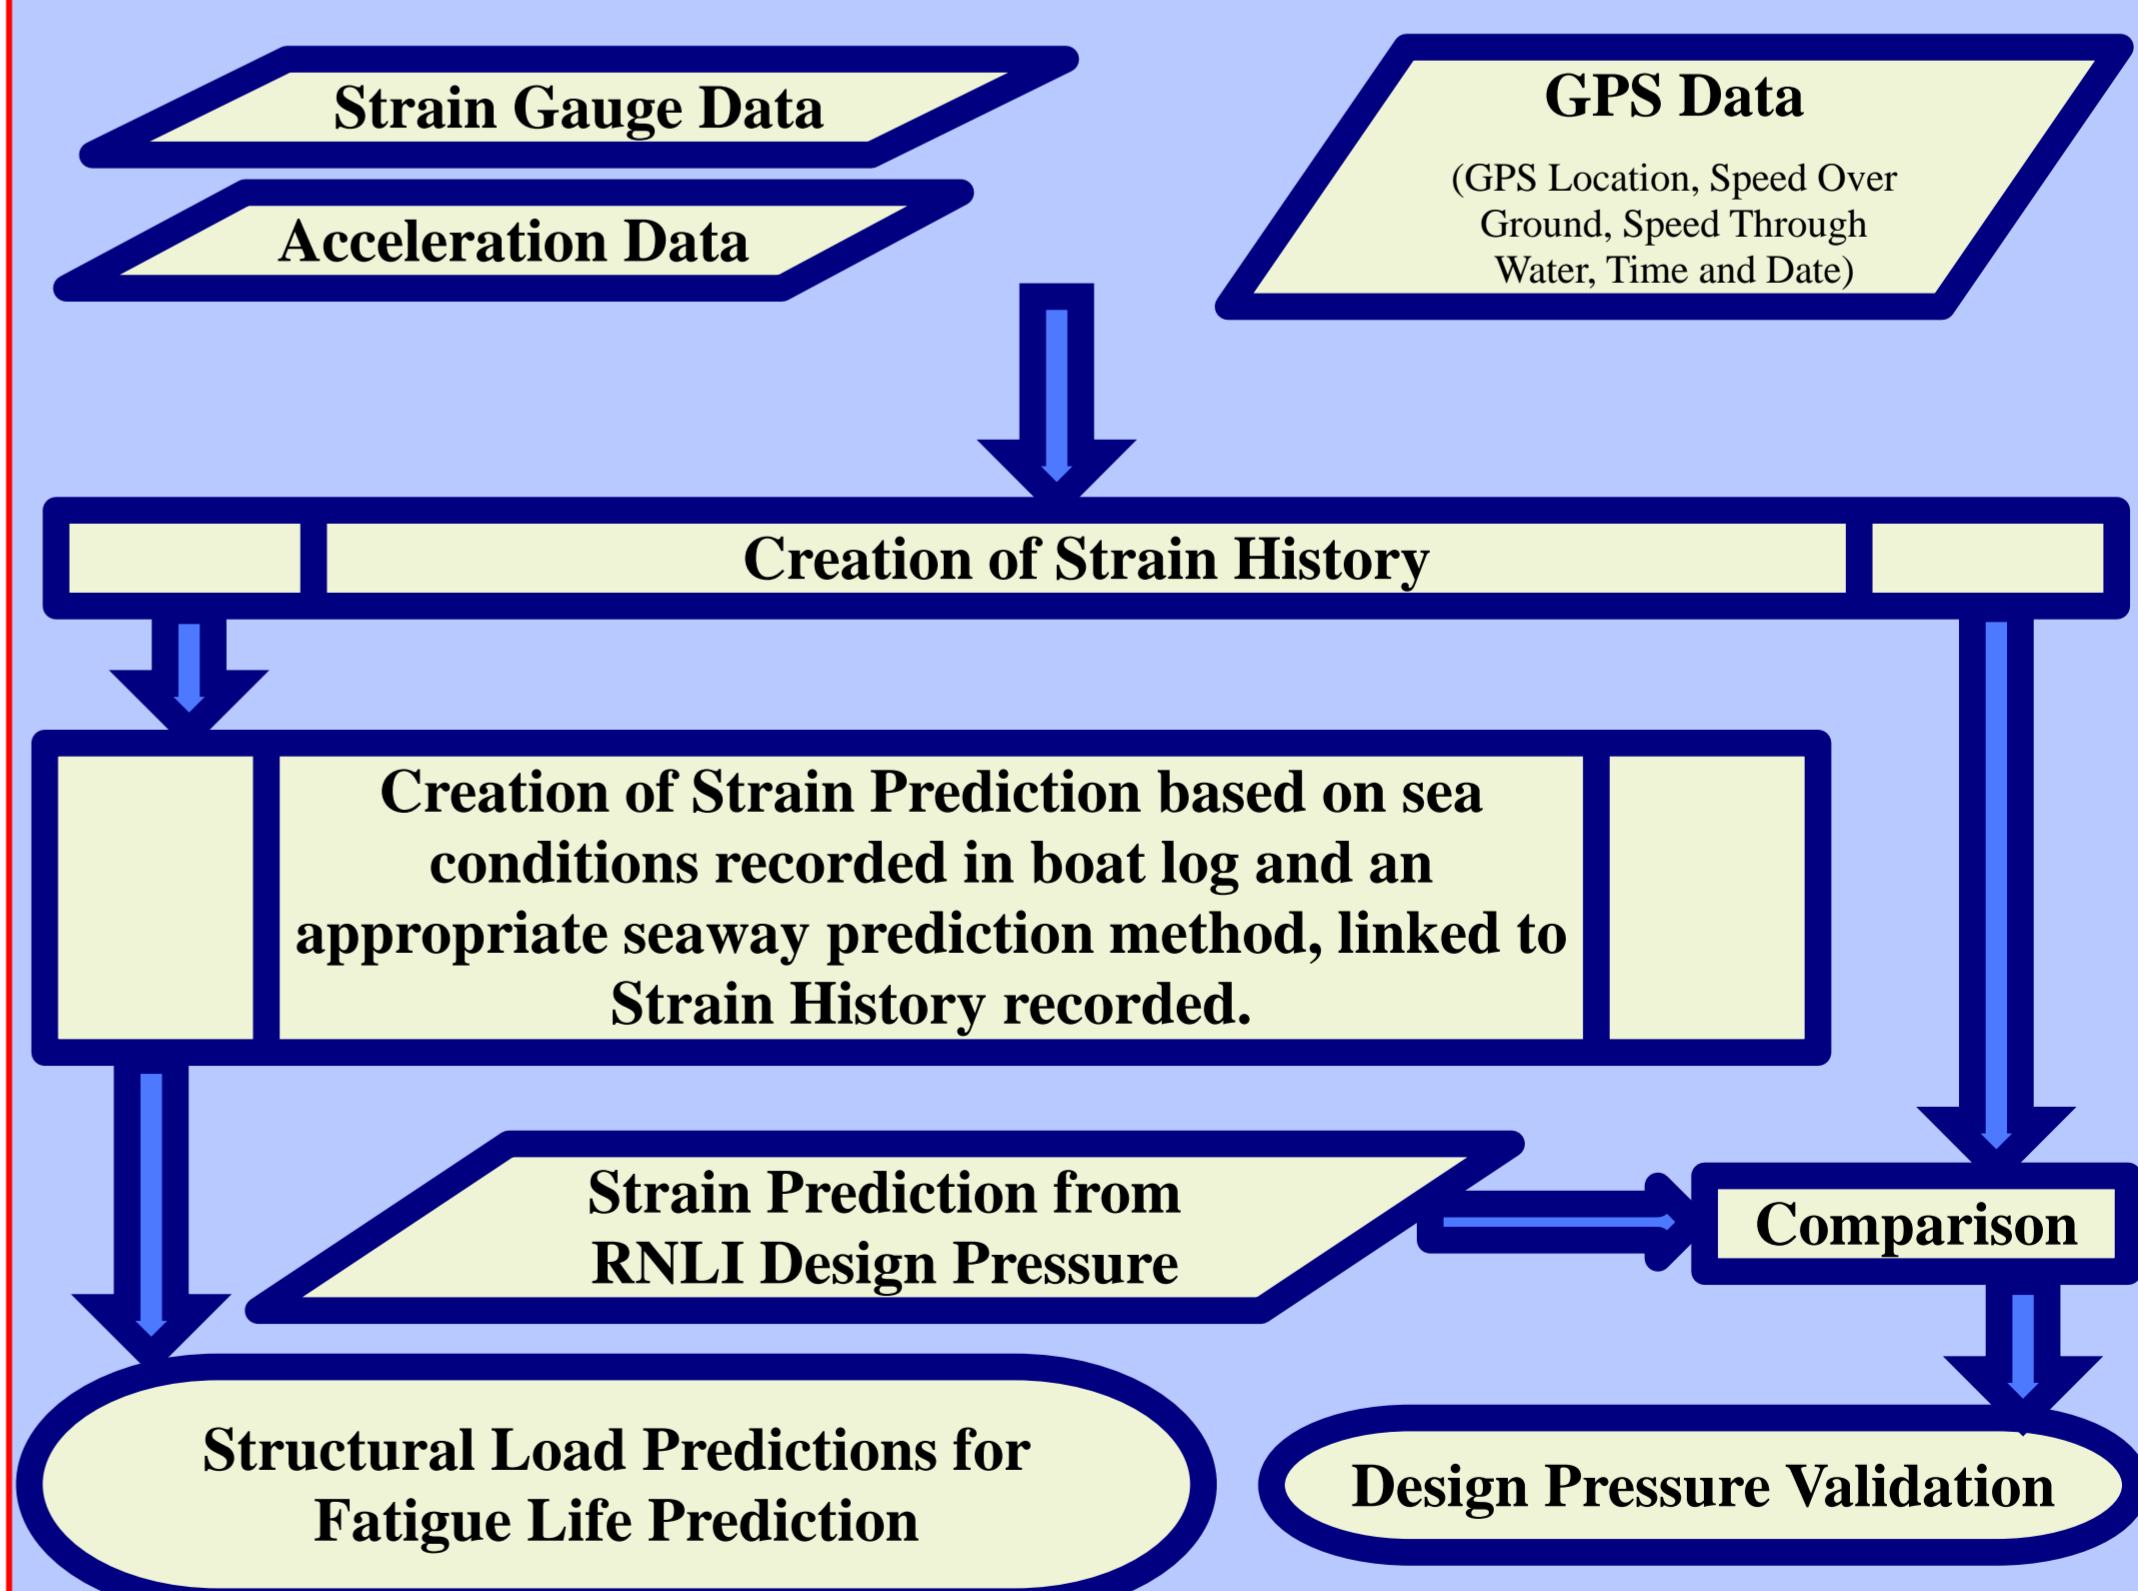 Strain Gauge Data
Acceleration Data
GPS Data
(GPS Location, Speed Over
Ground, Speed Through
Water, Time and Date)
Creation of Strain History
Creation of Strain Prediction based on sea
conditions recorded in boat log and an
appropriate seaway prediction method, linked to
Strain History recorded.
Strain Prediction from
RNLI Design Pressure
Comparison
Structural Load Predictions for
Fatigue Life Prediction
Design Pressure Validation